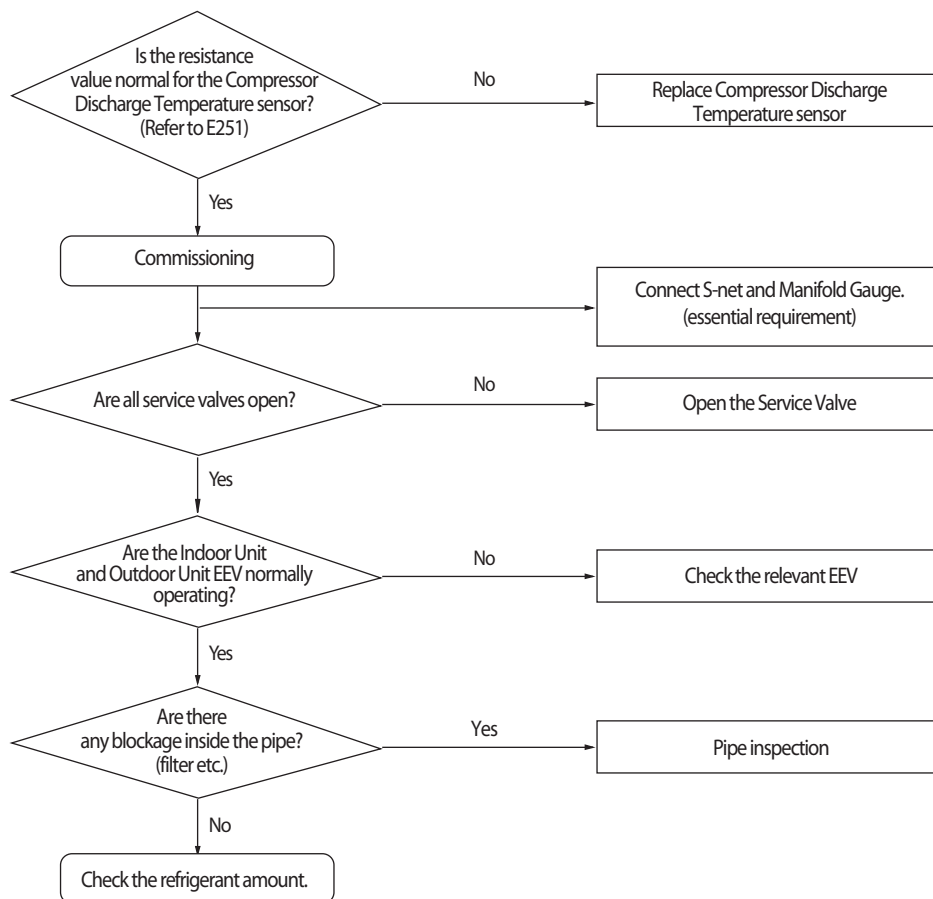 Is the resistance
value normal for the Compressor
Discharge Temperature sensor?
(Refer to E251)
No
Replace Compressor Discharge
Temperature sensor
Yes
Commissioning
Connect S-net and Manifold Gauge.
(essential requirement)
Are all service valves open?
No
Open the Service Valve
Yes
Are the Indoor Unit
and Outdoor Unit EEV normally
operating?
No
Check the relevant EEV
Yes
Are there
any blockage inside the pipe?
(filter etc.)
Yes
Pipe inspection
No
Check the refrigerant amount.